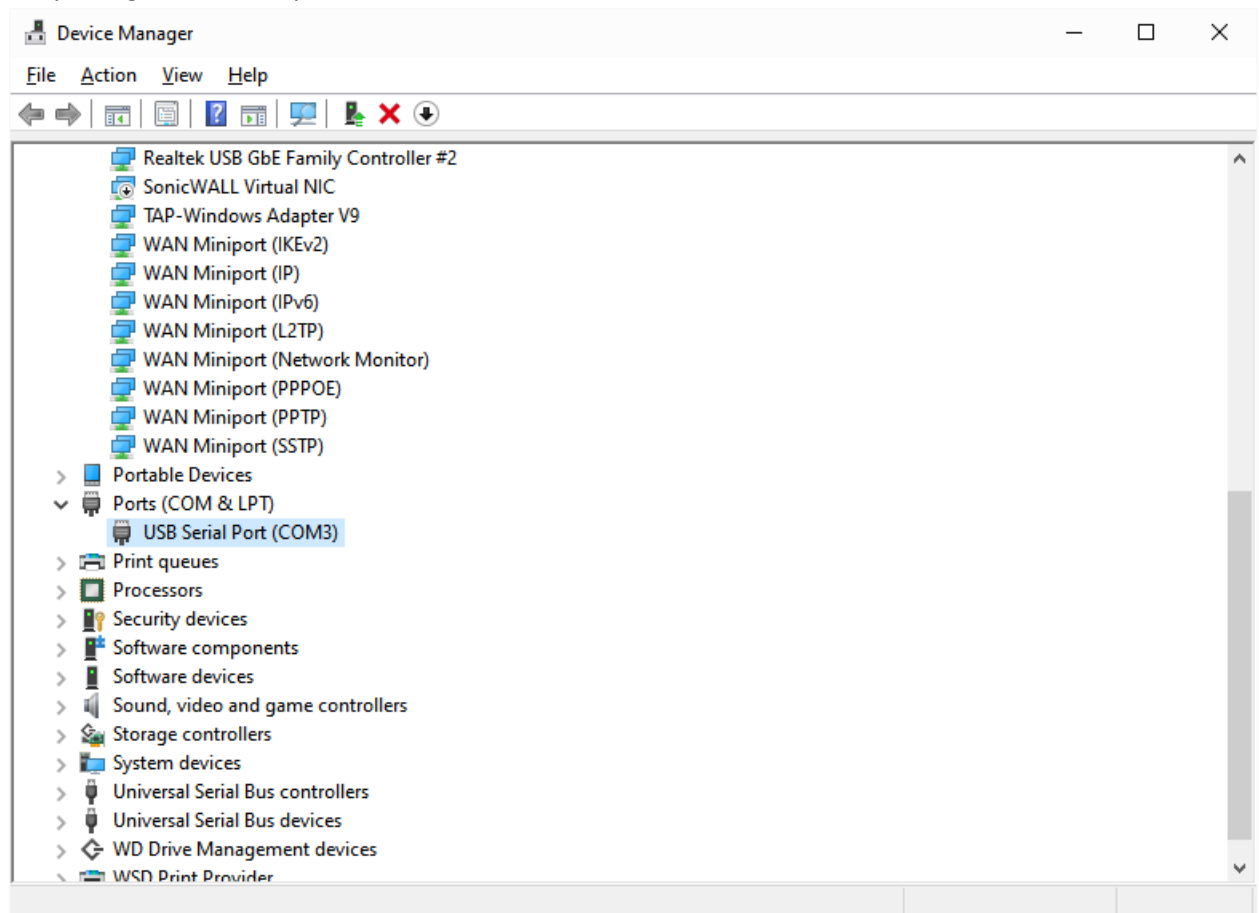 Device Manager
File Action View Help
Realtek USB GbE Family Controller #2
SonicWALL Virtual NIC
TAP-Windows Adapter V9
WAN Miniport (IKEv2)
WAN Miniport (IP)
WAN Miniport (IPv6)
WAN Miniport (L2TP)
WAN Miniport (Network Monitor)
WAN Miniport (PPPOE)
WAN Miniport (PPTP)
WAN Miniport (SSTP)
Portable Devices
Ports (COM & LPT)
USB Serial Port (COM3)
Print queues
Processors
Security devices
Software components
Software devices
Sound, video and game controllers
Storage controllers
System devices
Universal Serial Bus controllers
Universal Serial Bus devices
WD Drive Management devices
WSD Print Provider